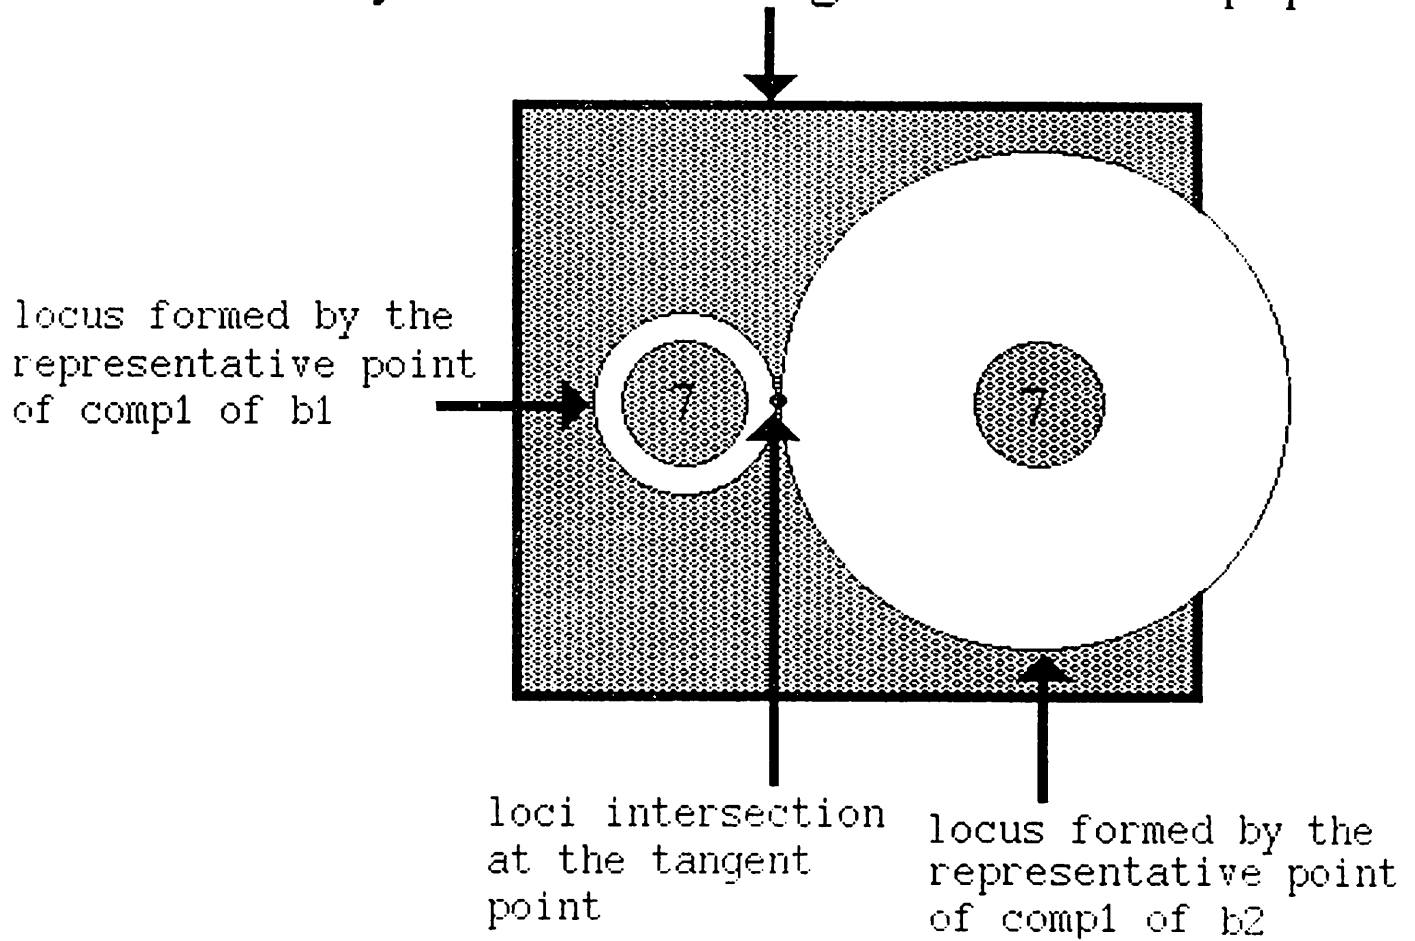 locus formed by the
representative point
of comp1 of b1
7
7
loci intersection
at the tangent
point
locus formed by the
representative point
of comp1 of b2